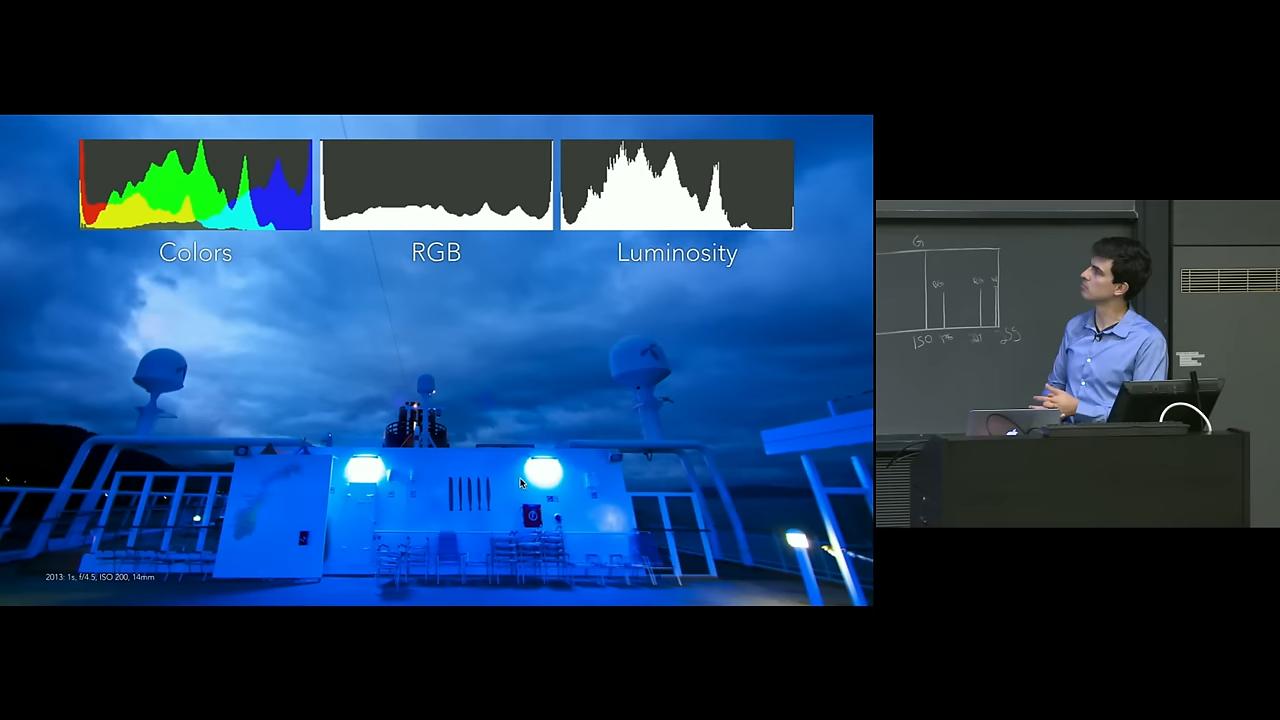 Colors
RGB
Luminosity
2013: 1s, f/4.5, ISO 200, 14mm
G
ISO